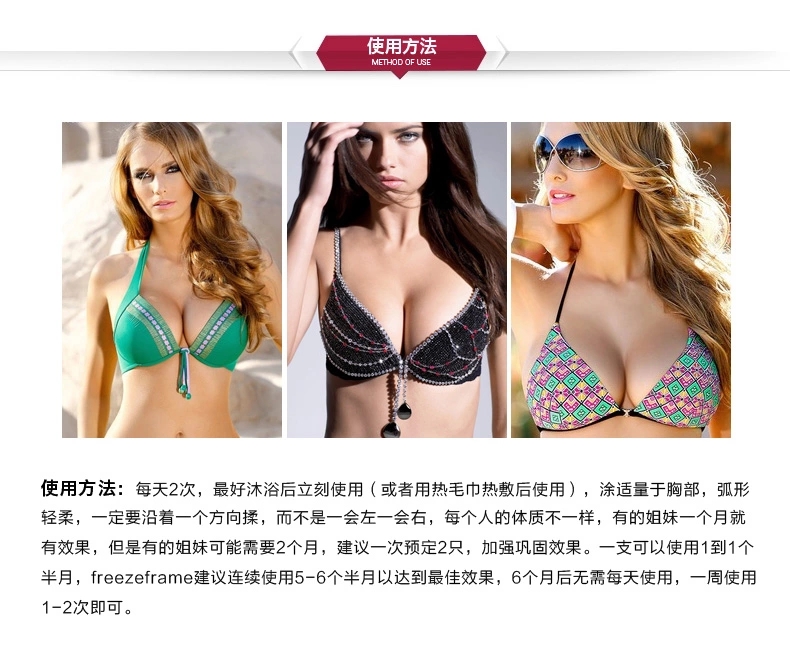 使用方法
METHOD OF USE
使用方法：每天2次，最好沐浴后立刻使用（或者用热毛巾热敷后使用），涂适量于胸部，弧形
轻柔，一定要沿着一个方向揉，而不是一会左一会右，每个人的体质不一样，有的姐妹一个月就
有效果，但是有的姐妹可能需要2个月，建议一次预定2只，加强巩固效果。一支可以使用1到1个
半月，freezeframe建议连续使用5-6个半月以达到最佳效果，6个月后无需每天使用，一周使用
1-2次即可。